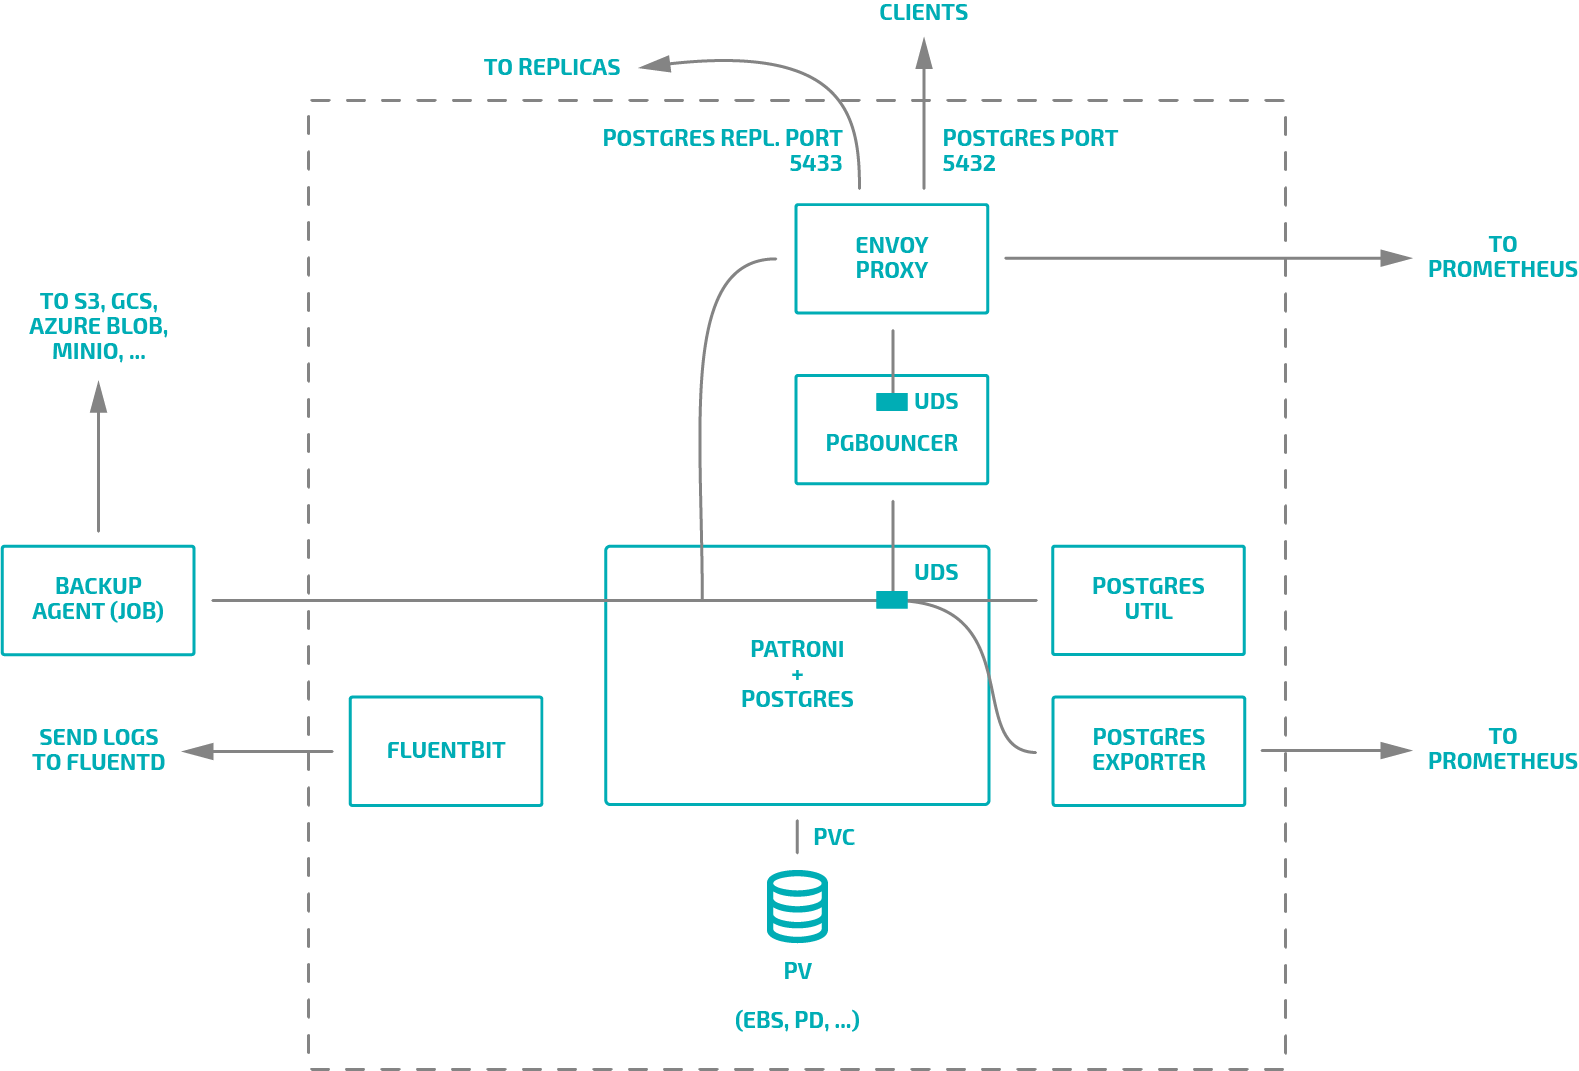 CLIENTS
TO REPLICAS
POSTGRES REPL. PORT
5433
POSTGRES PORT
5432
ENVOY
PROXY
TO
PROMETHEUS
TO S3, GCS,
AZURE BLOB,
MINIO, ...
UDS
PGBOUNCER
BACKUP
AGENT (JOB)
UDS
PATRONI
+
POSTGRES
POSTGRES
UTIL
SEND LOGS
TO FLUENTD
FLUENTBIT
POSTGRES
EXPORTER
TO
PROMETHEUS
PVC
PV
(EBS, PD, ...)